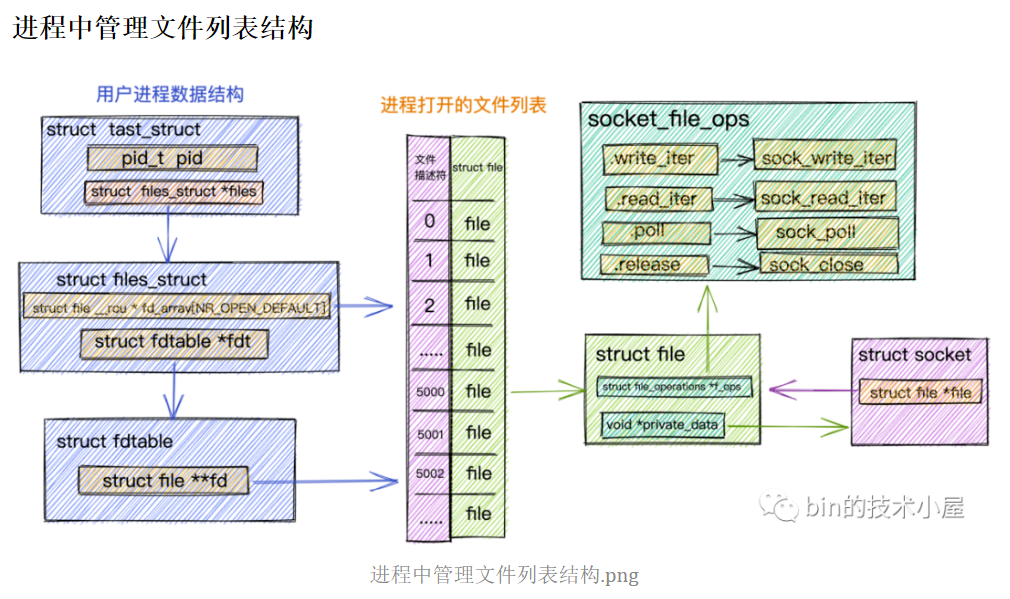 进程中管理文件列表结构
用户进程数据结构
struct tast_struct
pid_t pid
struct files_struct *files
struct files_struct
struct file __rcu * fd_array[NR_OPEN_DEFAULT]
struct fdtable *fdt
struct fdtable
struct file **fd
进程打开的文件列表
文件
描述符
struct file
0
file
1
file
2
file
.....
file
5000
file
5001
file
5002
file
.....
file
socket_file_ops
.write_iter
sock_write_iter
.read_iter
sock_read_iter
.poll
sock_poll
.release
sock_close
struct file
struct file_operations *f_ops
void *private_data
struct socket
struct file *file
bin的技术小屋
进程中管理文件列表结构.png